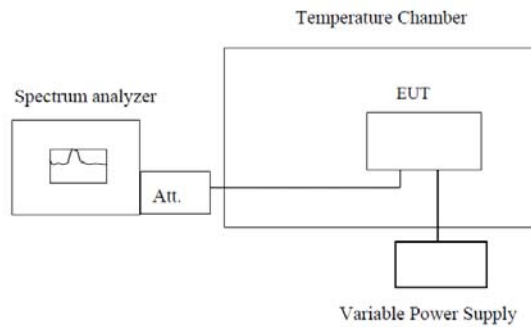 Temperature Chamber
Spectrum analyzer
EUT
Att.
Variable Power Supply